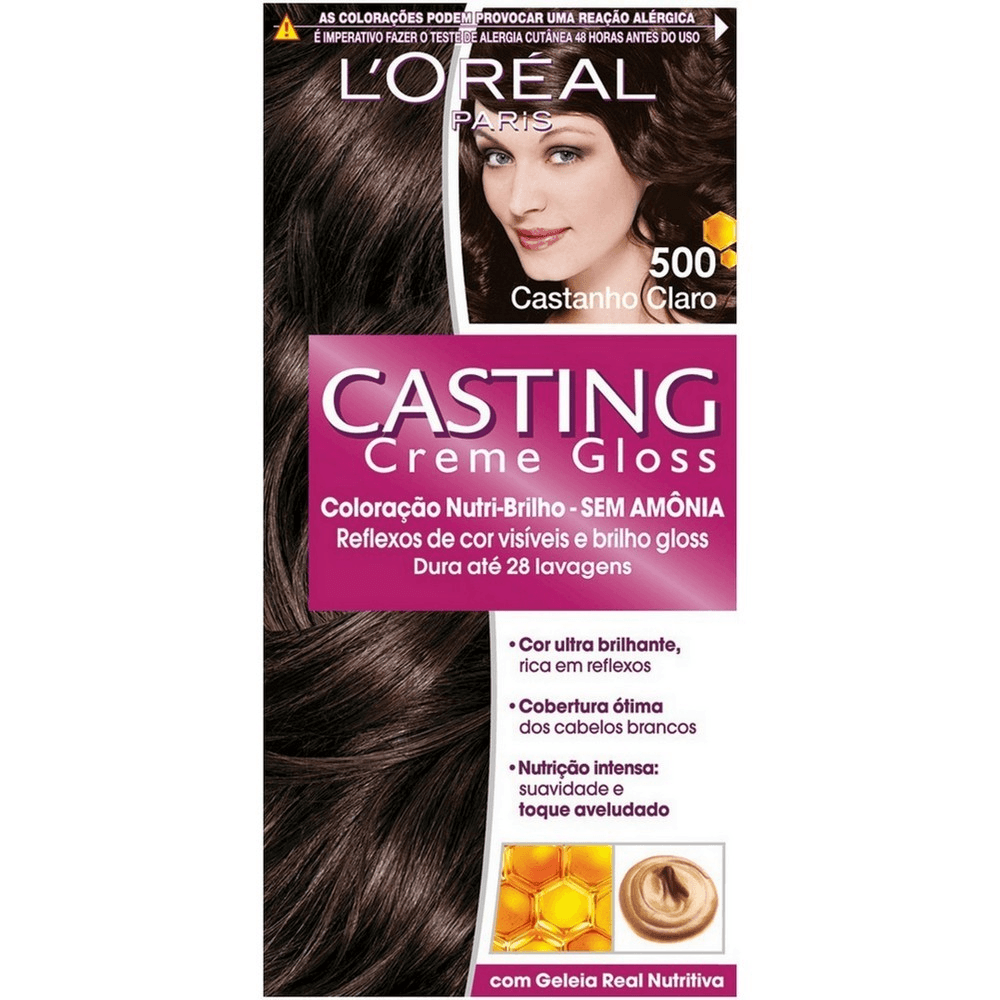 AS COLORAÇÕES PODEM PROVOCAR UMA REAÇÃO ALÉRGICA
É IMPERATIVO FAZER O TESTE DE ALERGIA CUTÂNEA 48 HORAS ANTES DO USO
L'ORÉAL
PARIS
500
Castanho Claro
CASTING
Creme Gloss
Coloração Nutri-Brilho - SEM AMÔNIA
Reflexos de cor visíveis e brilho gloss
Dura até 28 lavagens
• Cor ultra brilhante,
rica em reflexos
• Cobertura ótima
dos cabelos brancos
• Nutrição intensa:
suavidade e
toque aveludado
com Geleia Real Nutritiva